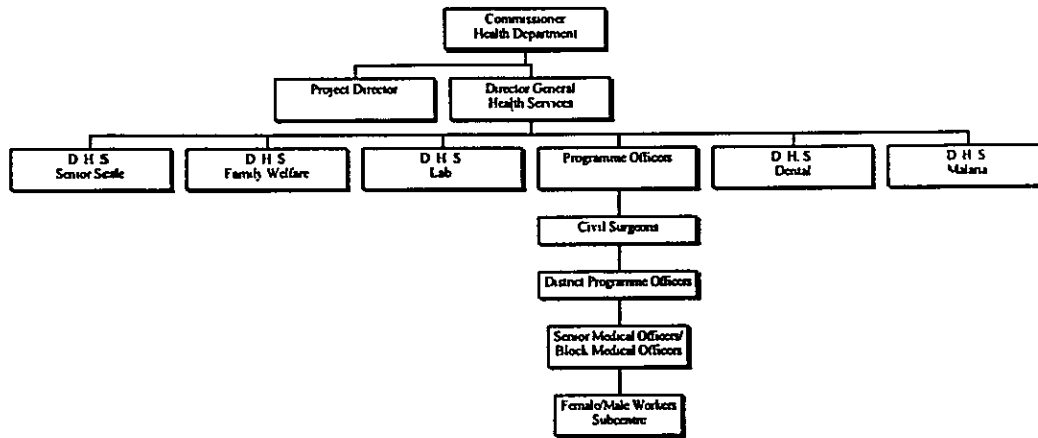 Commissioner
Health Department
Project Director
Director General
Health Services
D H S
Senior Scale
D H S
Family Welfare
D H S
Lab
Programme Officers
D H. S
Dental
D H S
Malaria
Civil Surgeons
District Programme Officers
Senior Medical Officers/
Block Medical Officers
Female/Male Workers
Subcentre